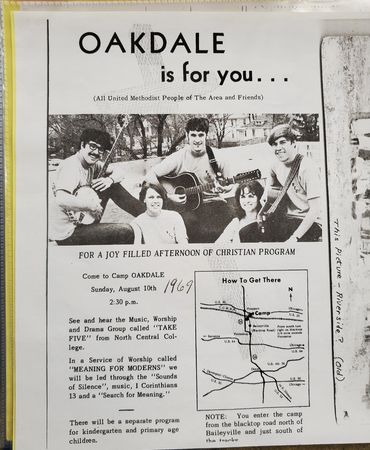 OAKDALE
is for you...
(All United Methodist People of The Area and Friends)
FOR A JOY FILLED AFTERNOON OF CHRISTIAN PROGRAM
Come to Camp OAKDALE
Sunday, August 10th 1969
2:30 p.m.
See and hear the Music, Worship
and Drama Group called "TAKE
FIVE" from North Central Col-
lege.
In a Service of Worship called
"MEANING FOR MODERNS" we
will be led through the "Sounds
of Silence", music, I Corinthians
13 and a "Search for Meaning."
There will be a separate program
for kindergarten and primary age
children.
How To Get There
N
Camp
NOTE: You enter the camp
from the blacktop road north of
Baileyville and just south of
the tracks
This Picture - Riverside? (Old)